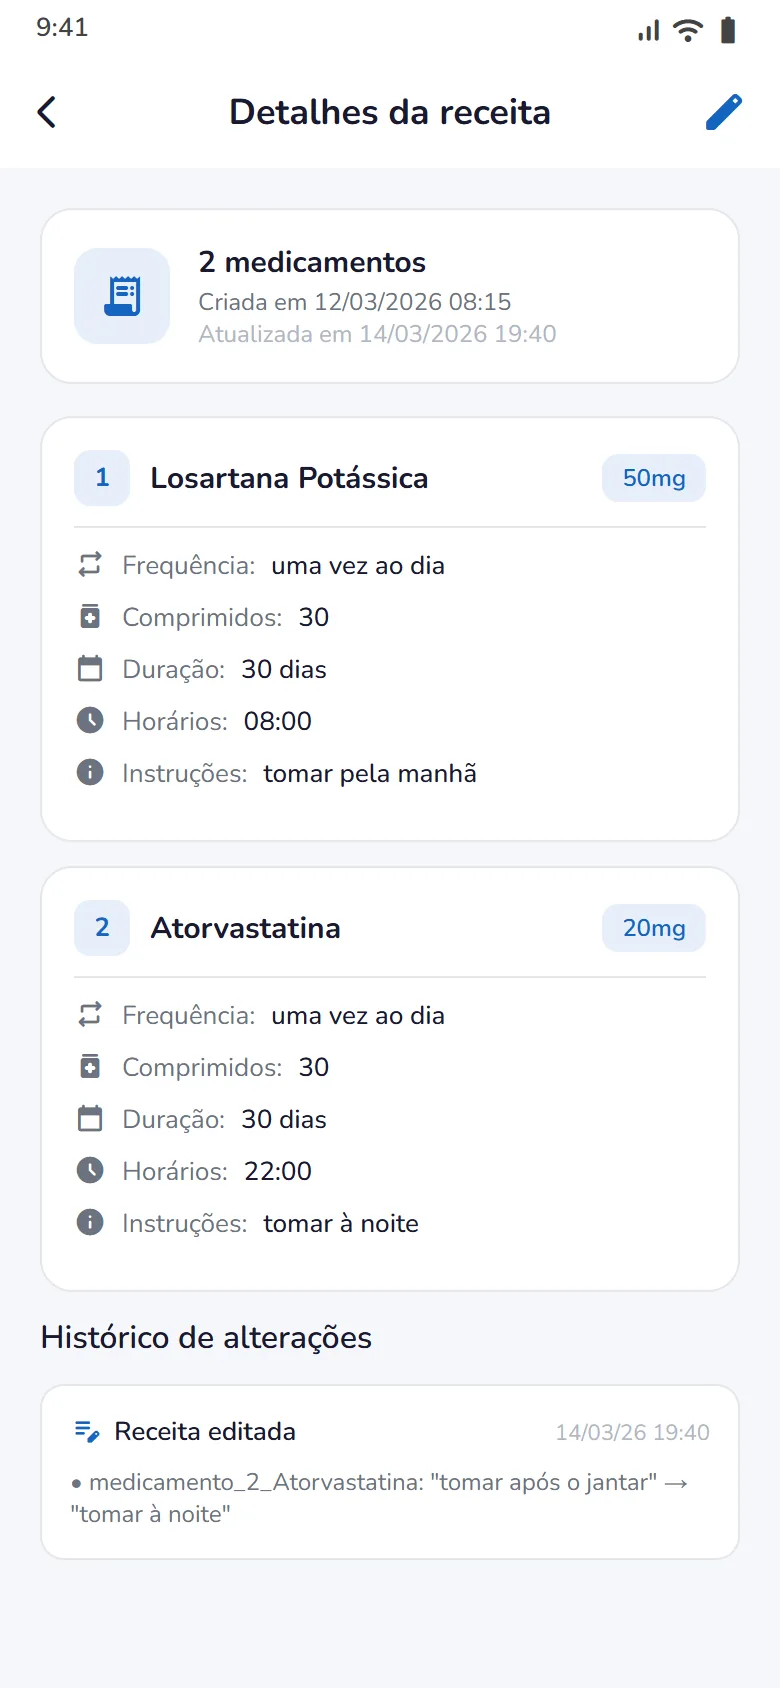 9:41
Detalhes da receita
2 medicamentos
Criada em 12/03/2026 08:15
Atualizada em 14/03/2026 19:40
1 Losartana Potássica 50mg
Frequência: uma vez ao dia
Comprimidos: 30
Duração: 30 dias
Horários: 08:00
Instruções: tomar pela manhã
2 Atorvastatina 20mg
Frequência: uma vez ao dia
Comprimidos: 30
Duração: 30 dias
Horários: 22:00
Instruções: tomar à noite
Histórico de alterações
Receita editada 14/03/26 19:40
• medicamento_2_Atorvastatina: "tomar após o jantar" →
"tomar à noite"